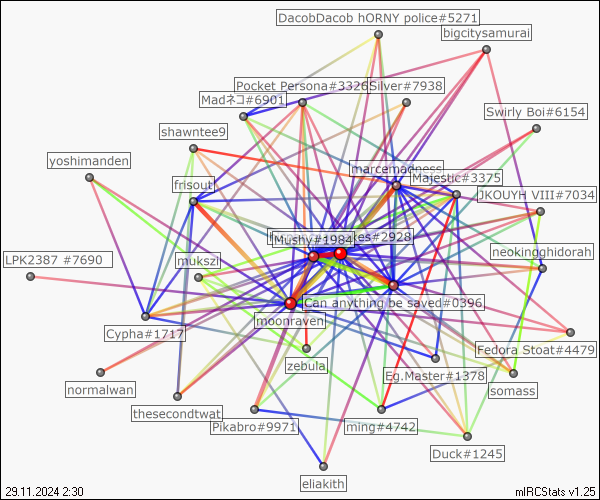 DacobDacob hORNY police#5271
bigcitysamurai
Pocket Persona#3326
Silver#7938
Madネコ#6901
Swirly Boi#6154
shawntee9
yoshimanden
marcemadness
Majestic#3375
frisout
JKOUYH VIII#7034
es#2928
Mushy#1984
neokingghidorah
LPK2387 #7690
mukszi
Can anything be saved#0396
moonraven
Cypha#1717
Fedora Stoat#4479
zebula
Eg.Master#1378
normalwan
somass
thesecondtwat
Pikabro#9971
ming#4742
Duck#1245
eliakith
29.11.2024 2:30
mIRCStats v1.25